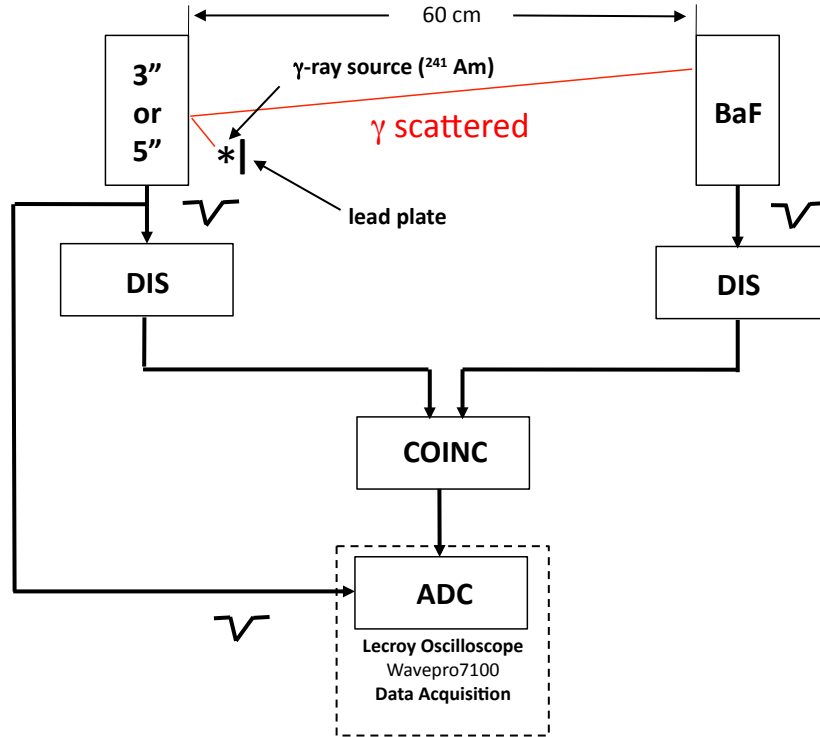 60 cm
3”
or
5”
γ-ray source (²⁴¹ Am)
BaF
γ scattered
*
lead plate
DIS
DIS
COINC
ADC
Lecroy Oscilloscope
Wavepro7100
Data Acquisition